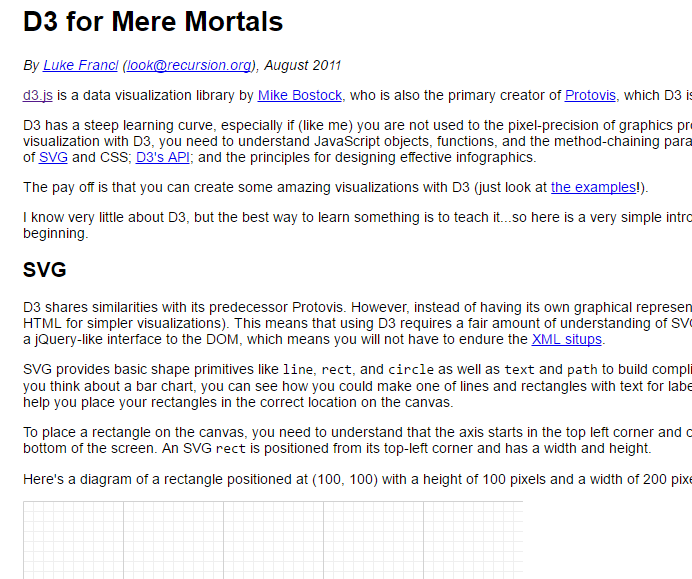 D3 for Mere Mortals
By Luke Francl (look@recursion.org), August 2011
d3.js is a data visualization library by Mike Bostock, who is also the primary creator of Protovis, which D3 is
D3 has a steep learning curve, especially if (like me) you are not used to the pixel-precision of graphics pro
visualization with D3, you need to understand JavaScript objects, functions, and the method-chaining para
of SVG and CSS; D3's API; and the principles for designing effective infographics.
The pay off is that you can create some amazing visualizations with D3 (just look at the examples!).
I know very little about D3, but the best way to learn something is to teach it...so here is a very simple intro
beginning.
SVG
D3 shares similarities with its predecessor Protovis. However, instead of having its own graphical represen
HTML for simpler visualizations). This means that using D3 requires a fair amount of understanding of SVG
a jQuery-like interface to the DOM, which means you will not have to endure the XML situps.
SVG provides basic shape primitives like line, rect, and circle as well as text and path to build compli
you think about a bar chart, you can see how you could make one of lines and rectangles with text for labe
help you place your rectangles in the correct location on the canvas.
To place a rectangle on the canvas, you need to understand that the axis starts in the top left corner and c
bottom of the screen. An SVG rect is positioned from its top-left corner and has a width and height.
Here's a diagram of a rectangle positioned at (100, 100) with a height of 100 pixels and a width of 200 pixe